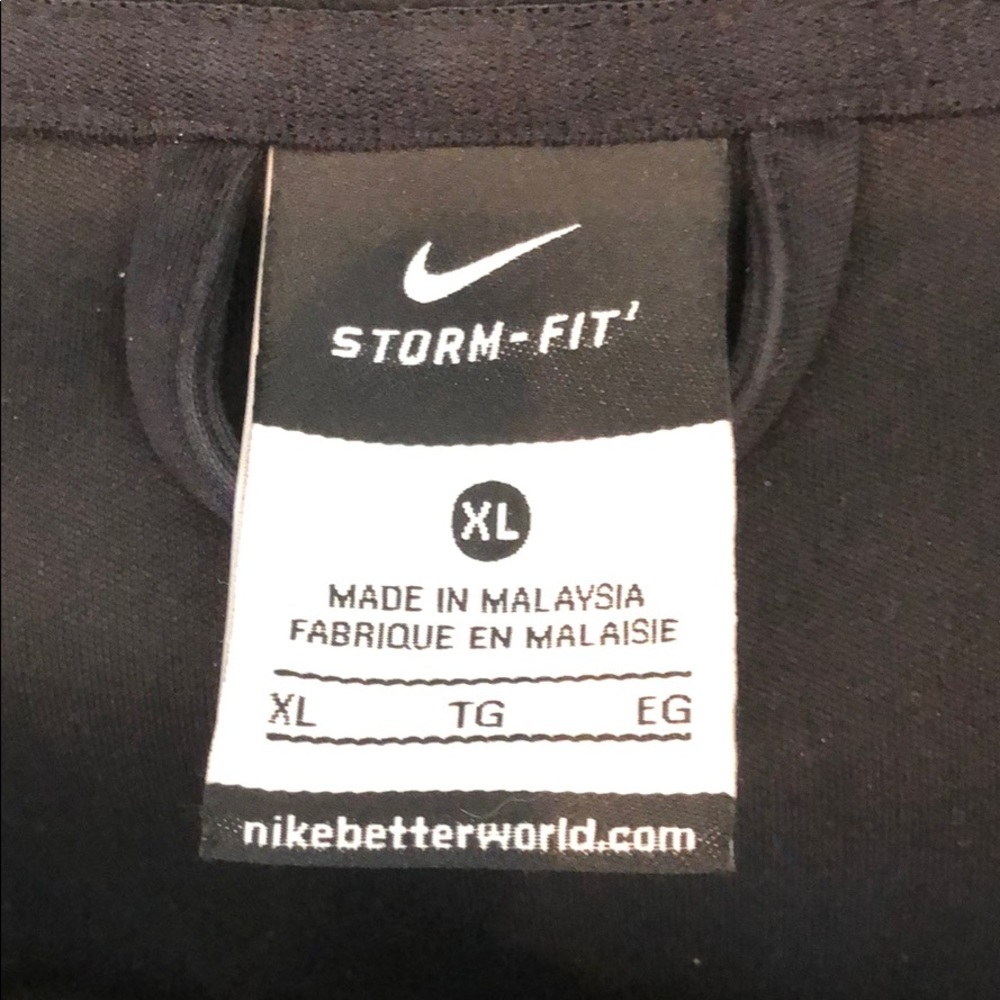 STORM-FIT
XL
MADE IN MALAYSIA
FABRIQUE EN MALAISIE
XL TG EG
nikebetterworld.com